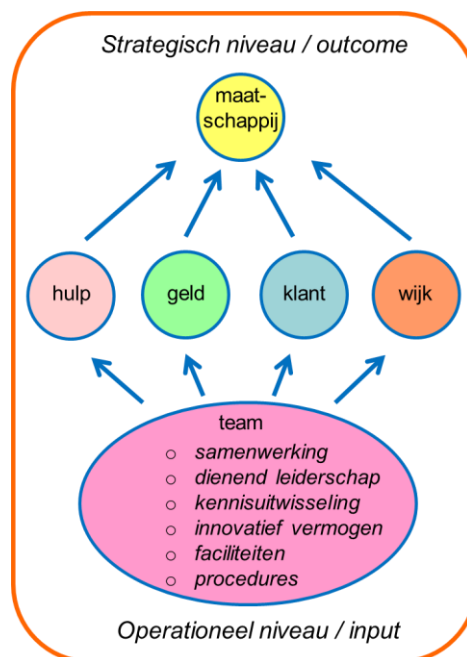 Strategisch niveau / outcome
maat-
schappij
hulp
geld
klant
wijk
team
o samenwerking
o dienend leiderschap
o kennisuitwisseling
o innovatief vermogen
o faciliteiten
o procedures
Operationeel niveau / input